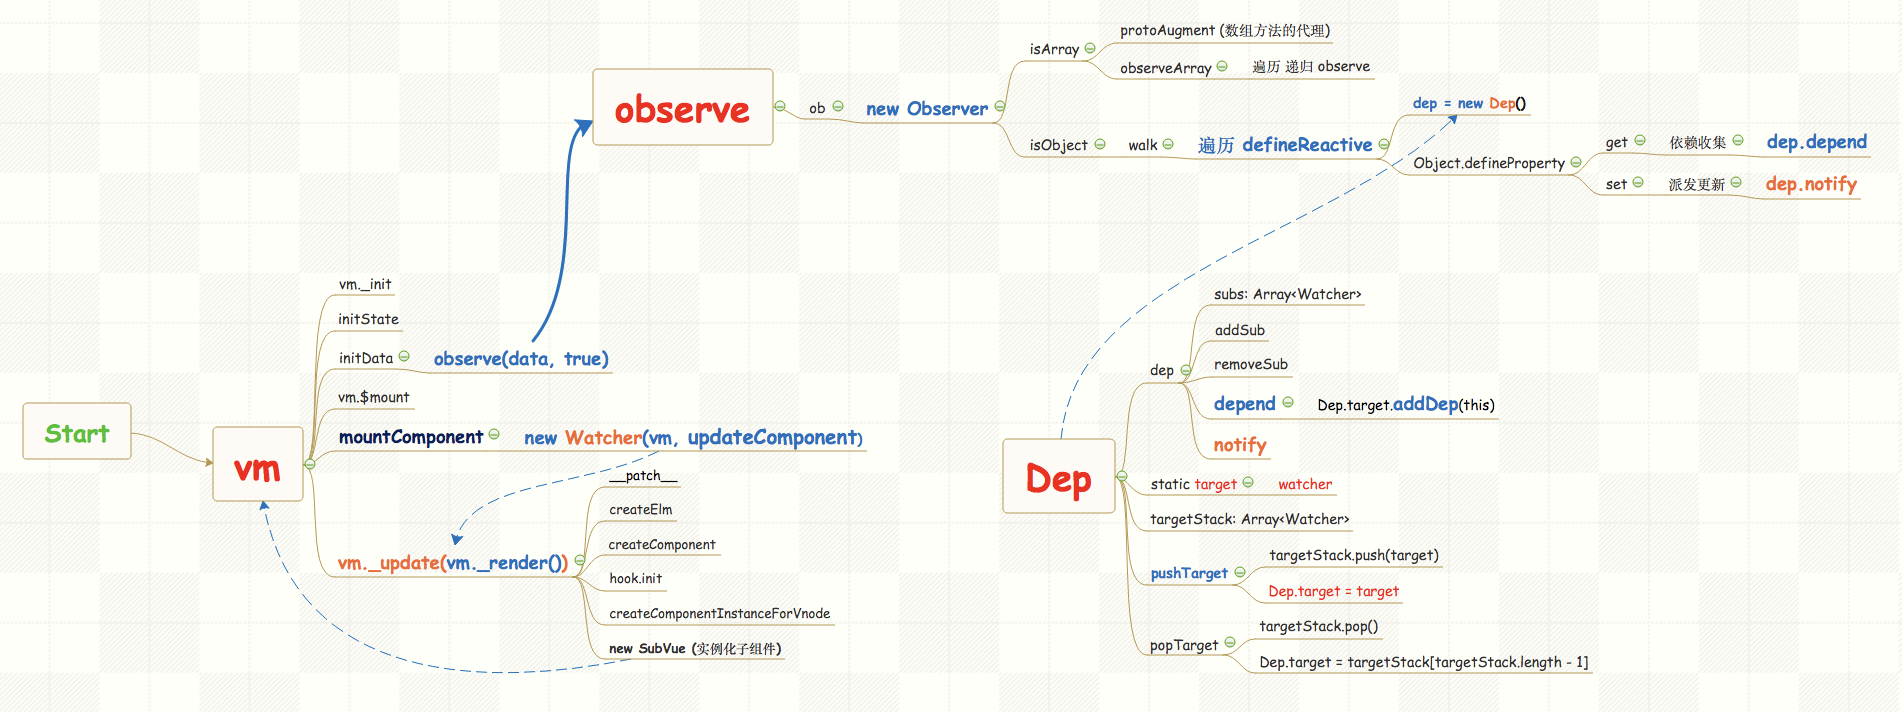 observe
ob
new Observer
isArray
protoAugment (数组方法的代理)
observeArray
遍历 递归 observe
isObject
walk
遍历 defineReactive
dep = new Dep()
Object.defineProperty
get
依赖收集
dep.depend
set
派发更新
dep.notify
Start
vm
vm._init
initState
initData
observe(data, true)
vm.$mount
mountComponent
new Watcher(vm, updateComponent)
vm._update(vm._render())
__patch__
createElm
createComponent
hook.init
createComponentInstanceForVnode
new SubVue (实例化子组件)
Dep
dep
subs: Array<Watcher>
addSub
removeSub
depend
Dep.target.addDep(this)
notify
static target
watcher
targetStack: Array<Watcher>
pushTarget
targetStack.push(target)
Dep.target = target
popTarget
targetStack.pop()
Dep.target = targetStack[targetStack.length - 1]